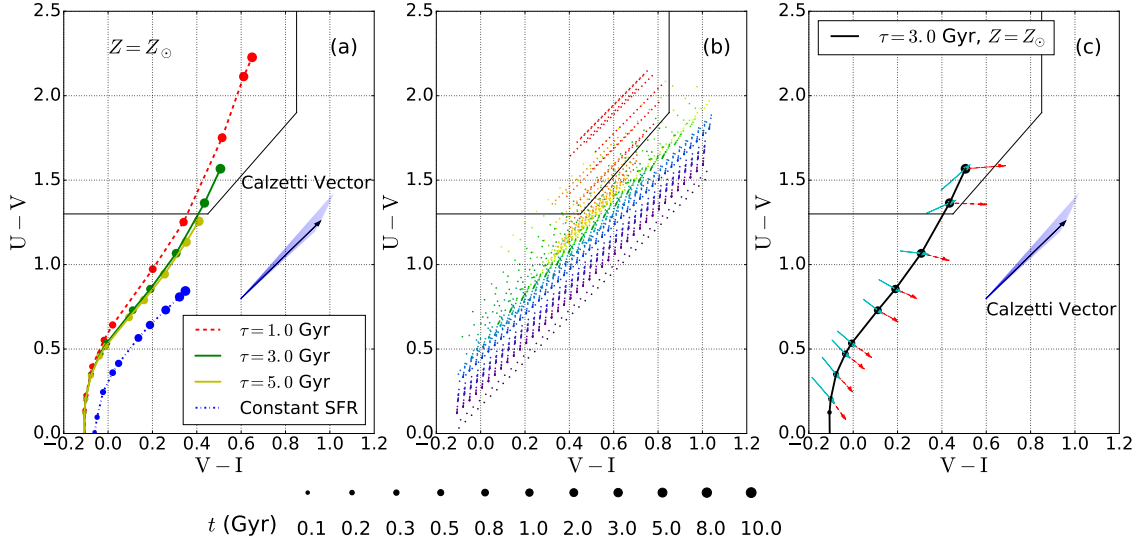 2.5
2.0
1.5
1.0
0.5
0.0
U − V
−0.2 0.0 0.2 0.4 0.6 0.8 1.0 1.2
V − I
Z = Z⊙
(a)
Calzetti Vector
τ = 1.0 Gyr
τ = 3.0 Gyr
τ = 5.0 Gyr
Constant SFR
2.5
2.0
1.5
1.0
0.5
0.0
U − V
−0.2 0.0 0.2 0.4 0.6 0.8 1.0 1.2
V − I
(b)
2.5
2.0
1.5
1.0
0.5
0.0
U − V
−0.2 0.0 0.2 0.4 0.6 0.8 1.0 1.2
V − I
τ = 3.0 Gyr, Z = Z⊙
(c)
Calzetti Vector
t (Gyr) 0.1 0.2 0.3 0.5 0.8 1.0 2.0 3.0 5.0 8.0 10.0